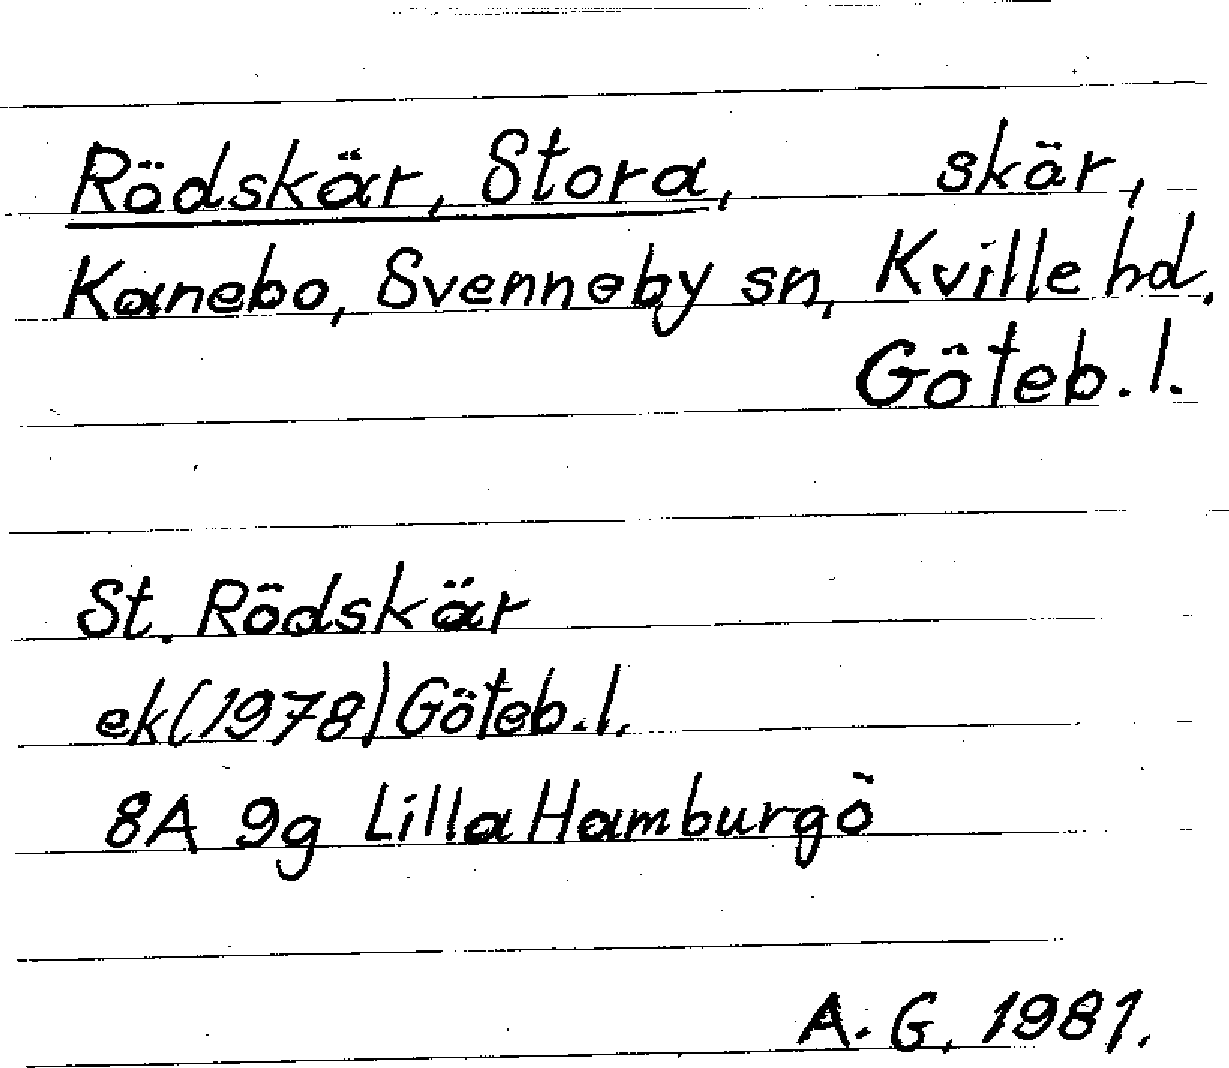 Rödskär, Stora, skär,
Kanebo, Svenneby sn, Kville hd.
Göteb. l.
St. Rödskär
ek (1978) Göteb. l.
8A 9g Lilla Hamburgö
A. G. 1981.